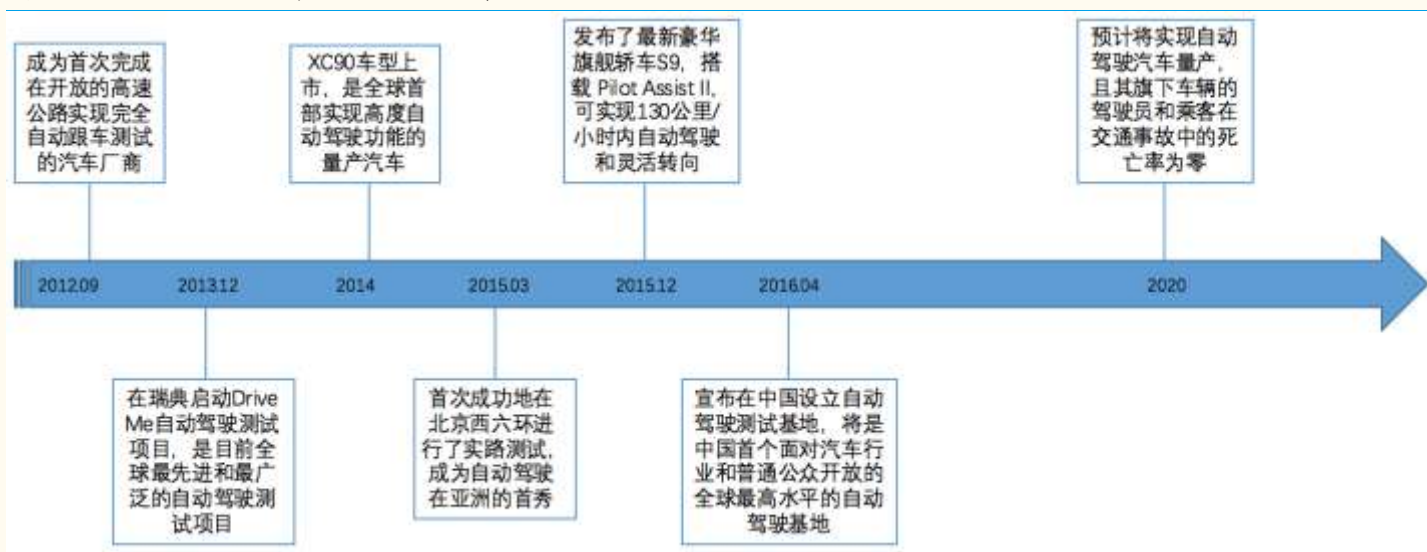 成为首次完成
在开放的高速
公路实现完全
自动跟车测试
的汽车厂商
XC90车型上
市，是全球首
部实现高度自
动驾驶功能的
量产汽车
发布了最新豪华
旗舰轿车S9，搭
载 Pilot Assist II,
可实现130公里/
小时内自动驾驶
和灵活转向
预计将实现自动
驾驶汽车量产，
且其旗下车辆的
驾驶员和乘客在
交通事故中的死
亡率为零
2012.09
2013.12
2014
2015.03
2015.12
2016.04
2020
在瑞典启动Drive
Me自动驾驶测试
项目，是目前全
球最先进和最广
泛的自动驾驶测
试项目
首次成功地在
北京西六环进
行了实路测试，
成为自动驾驶
在亚洲的首秀
宣布在中国设立自动
驾驶测试基地，将是
中国首个面对汽车行
业和普通公众开放的
全球最高水平的自动
驾驶基地